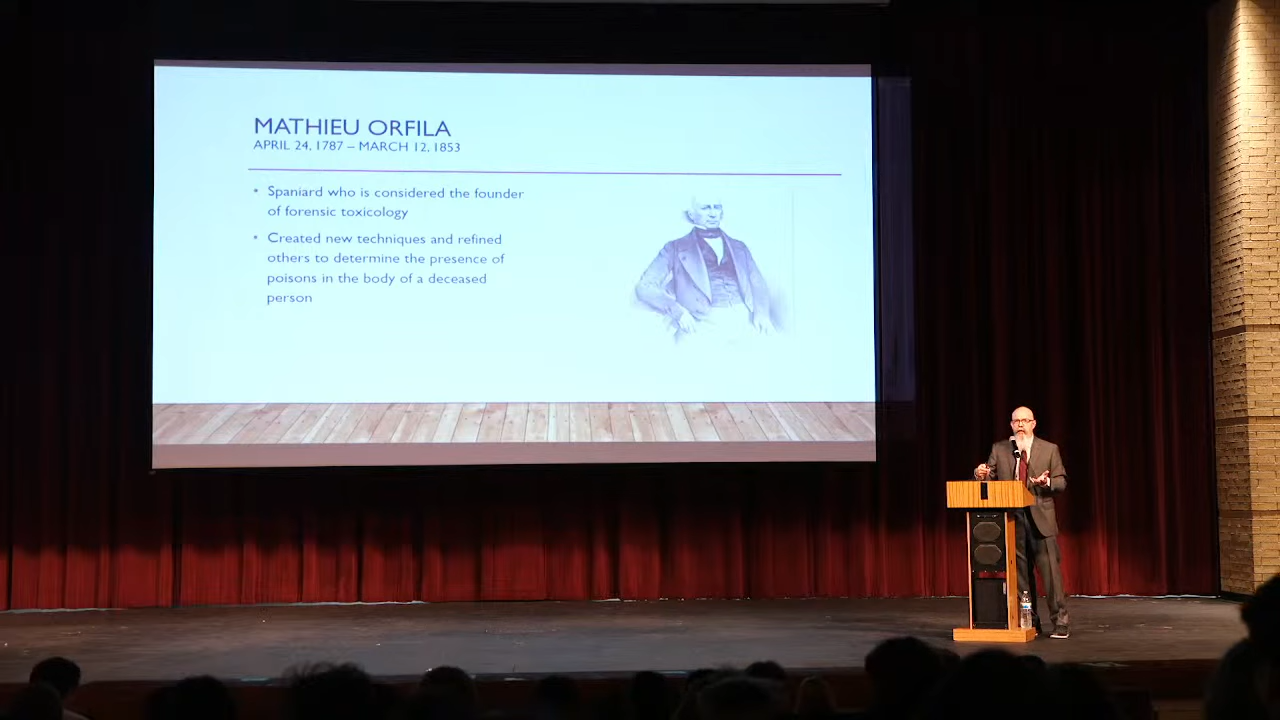 MATHIEU ORFILA
APRIL 24, 1787 – MARCH 12, 1853
• Spaniard who is considered the founder
of forensic toxicology
• Created new techniques and refined
others to determine the presence of
poisons in the body of a deceased
person